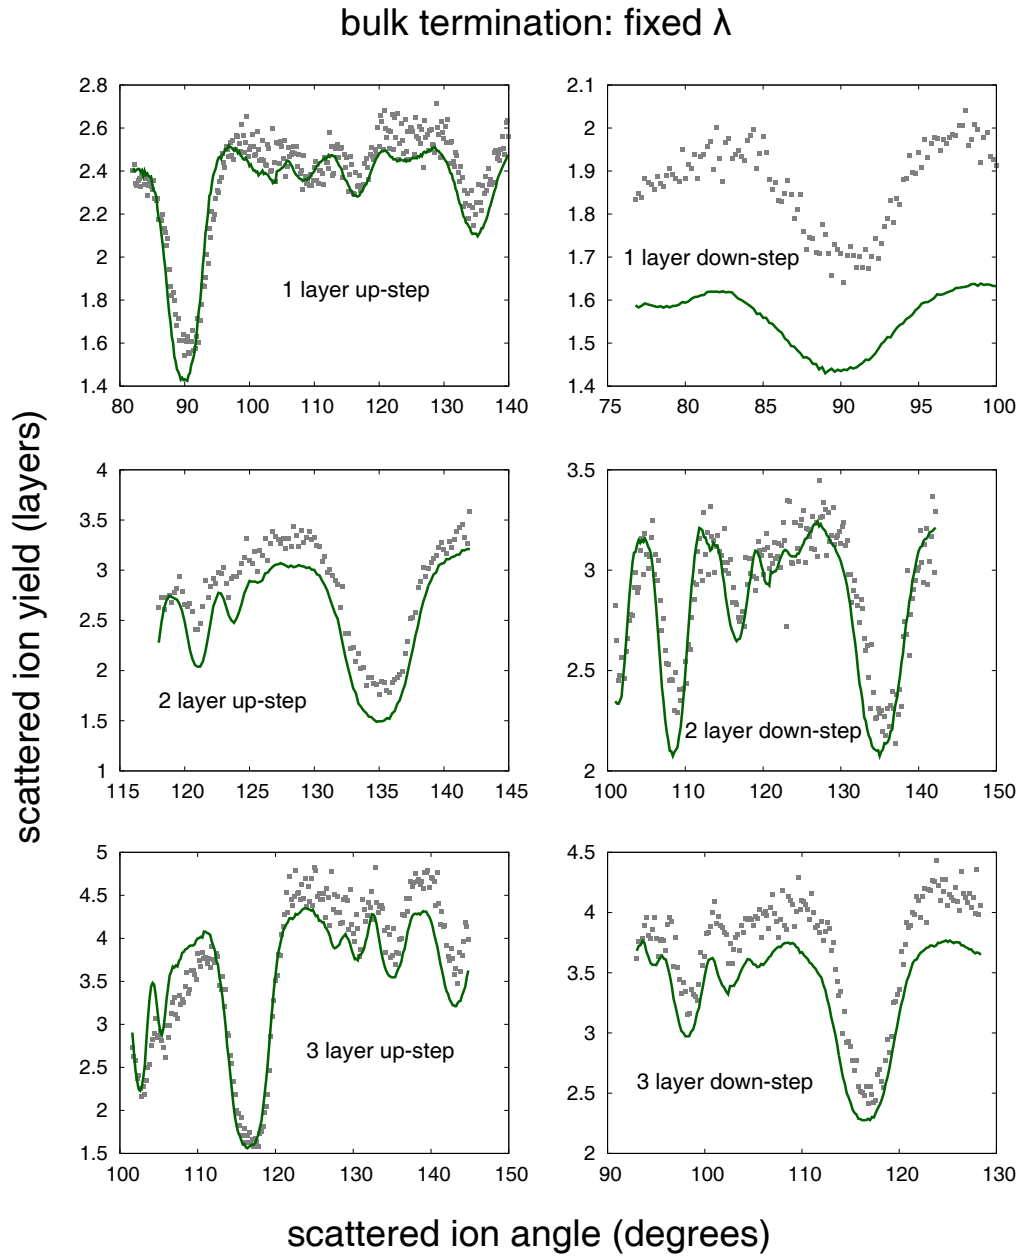 bulk termination: fixed λ
2.8
2.6
2.4
2.2
2
1.8
1.6
1.4
80 90 100 110 120 130 140
1 layer up-step
2.1
2
1.9
1.8
1.7
1.6
1.5
1.4
75 80 85 90 95 100
1 layer down-step
4
3.5
3
2.5
2
1.5
1
115 120 125 130 135 140 145
2 layer up-step
3.5
3
2.5
2
100 110 120 130 140 150
2 layer down-step
5
4.5
4
3.5
3
2.5
2
1.5
100 110 120 130 140 150
3 layer up-step
4.5
4
3.5
3
2.5
2
90 100 110 120 130
3 layer down-step
scattered ion yield (layers)
scattered ion angle (degrees)